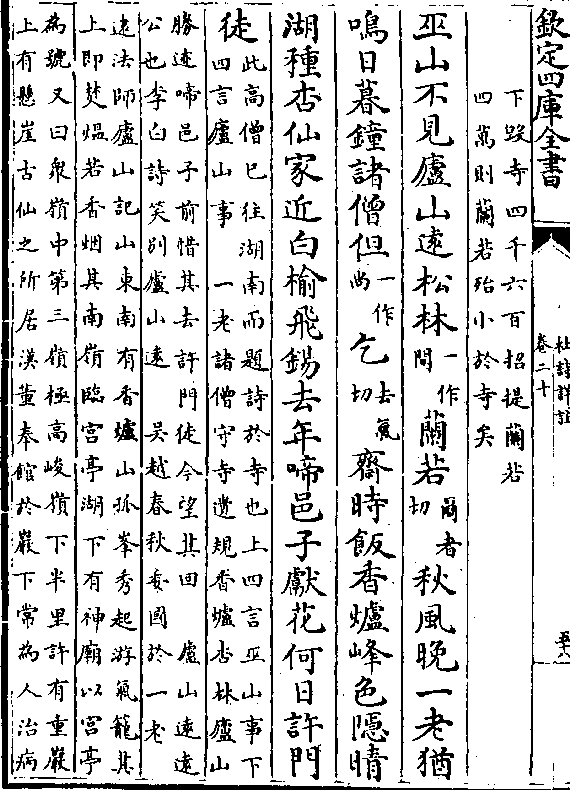 欽定四庫全書
杜詩詳註
卷二十
五十八
下毀寺四千六百招提蘭若
四萬則蘭若殆小於寺矣
巫山不見廬山遠松林一作間蘭若爾者切秋風晚一老猶
鳴日暮鐘諸僧但一作尚乞去氣切齋時飯香爐峰色隱晴
湖種杏仙家近白榆飛錫去年啼邑子獻花何日許門
徒此高僧已往湖南而題詩於寺也上四言巫山事下
四言廬山事 一老諸僧守寺遺規香爐杏林廬山
勝遠啼邑子前惜其去許門徒今望其回 廬山遠遠
公也李白詩笑别廬山遠 吳越春秋委國於一老
遠法師廬山記山東南有香爐山孤峯秀起游氣籠其
上即焚煴若香烟其南嶺臨宮亭湖下有神廟以宮亭
為號又曰衆嶺中第三嶺極高峻嶺下半里許有重巖
上有懸崖古仙之所居漢董奉館於巖下常為人治病